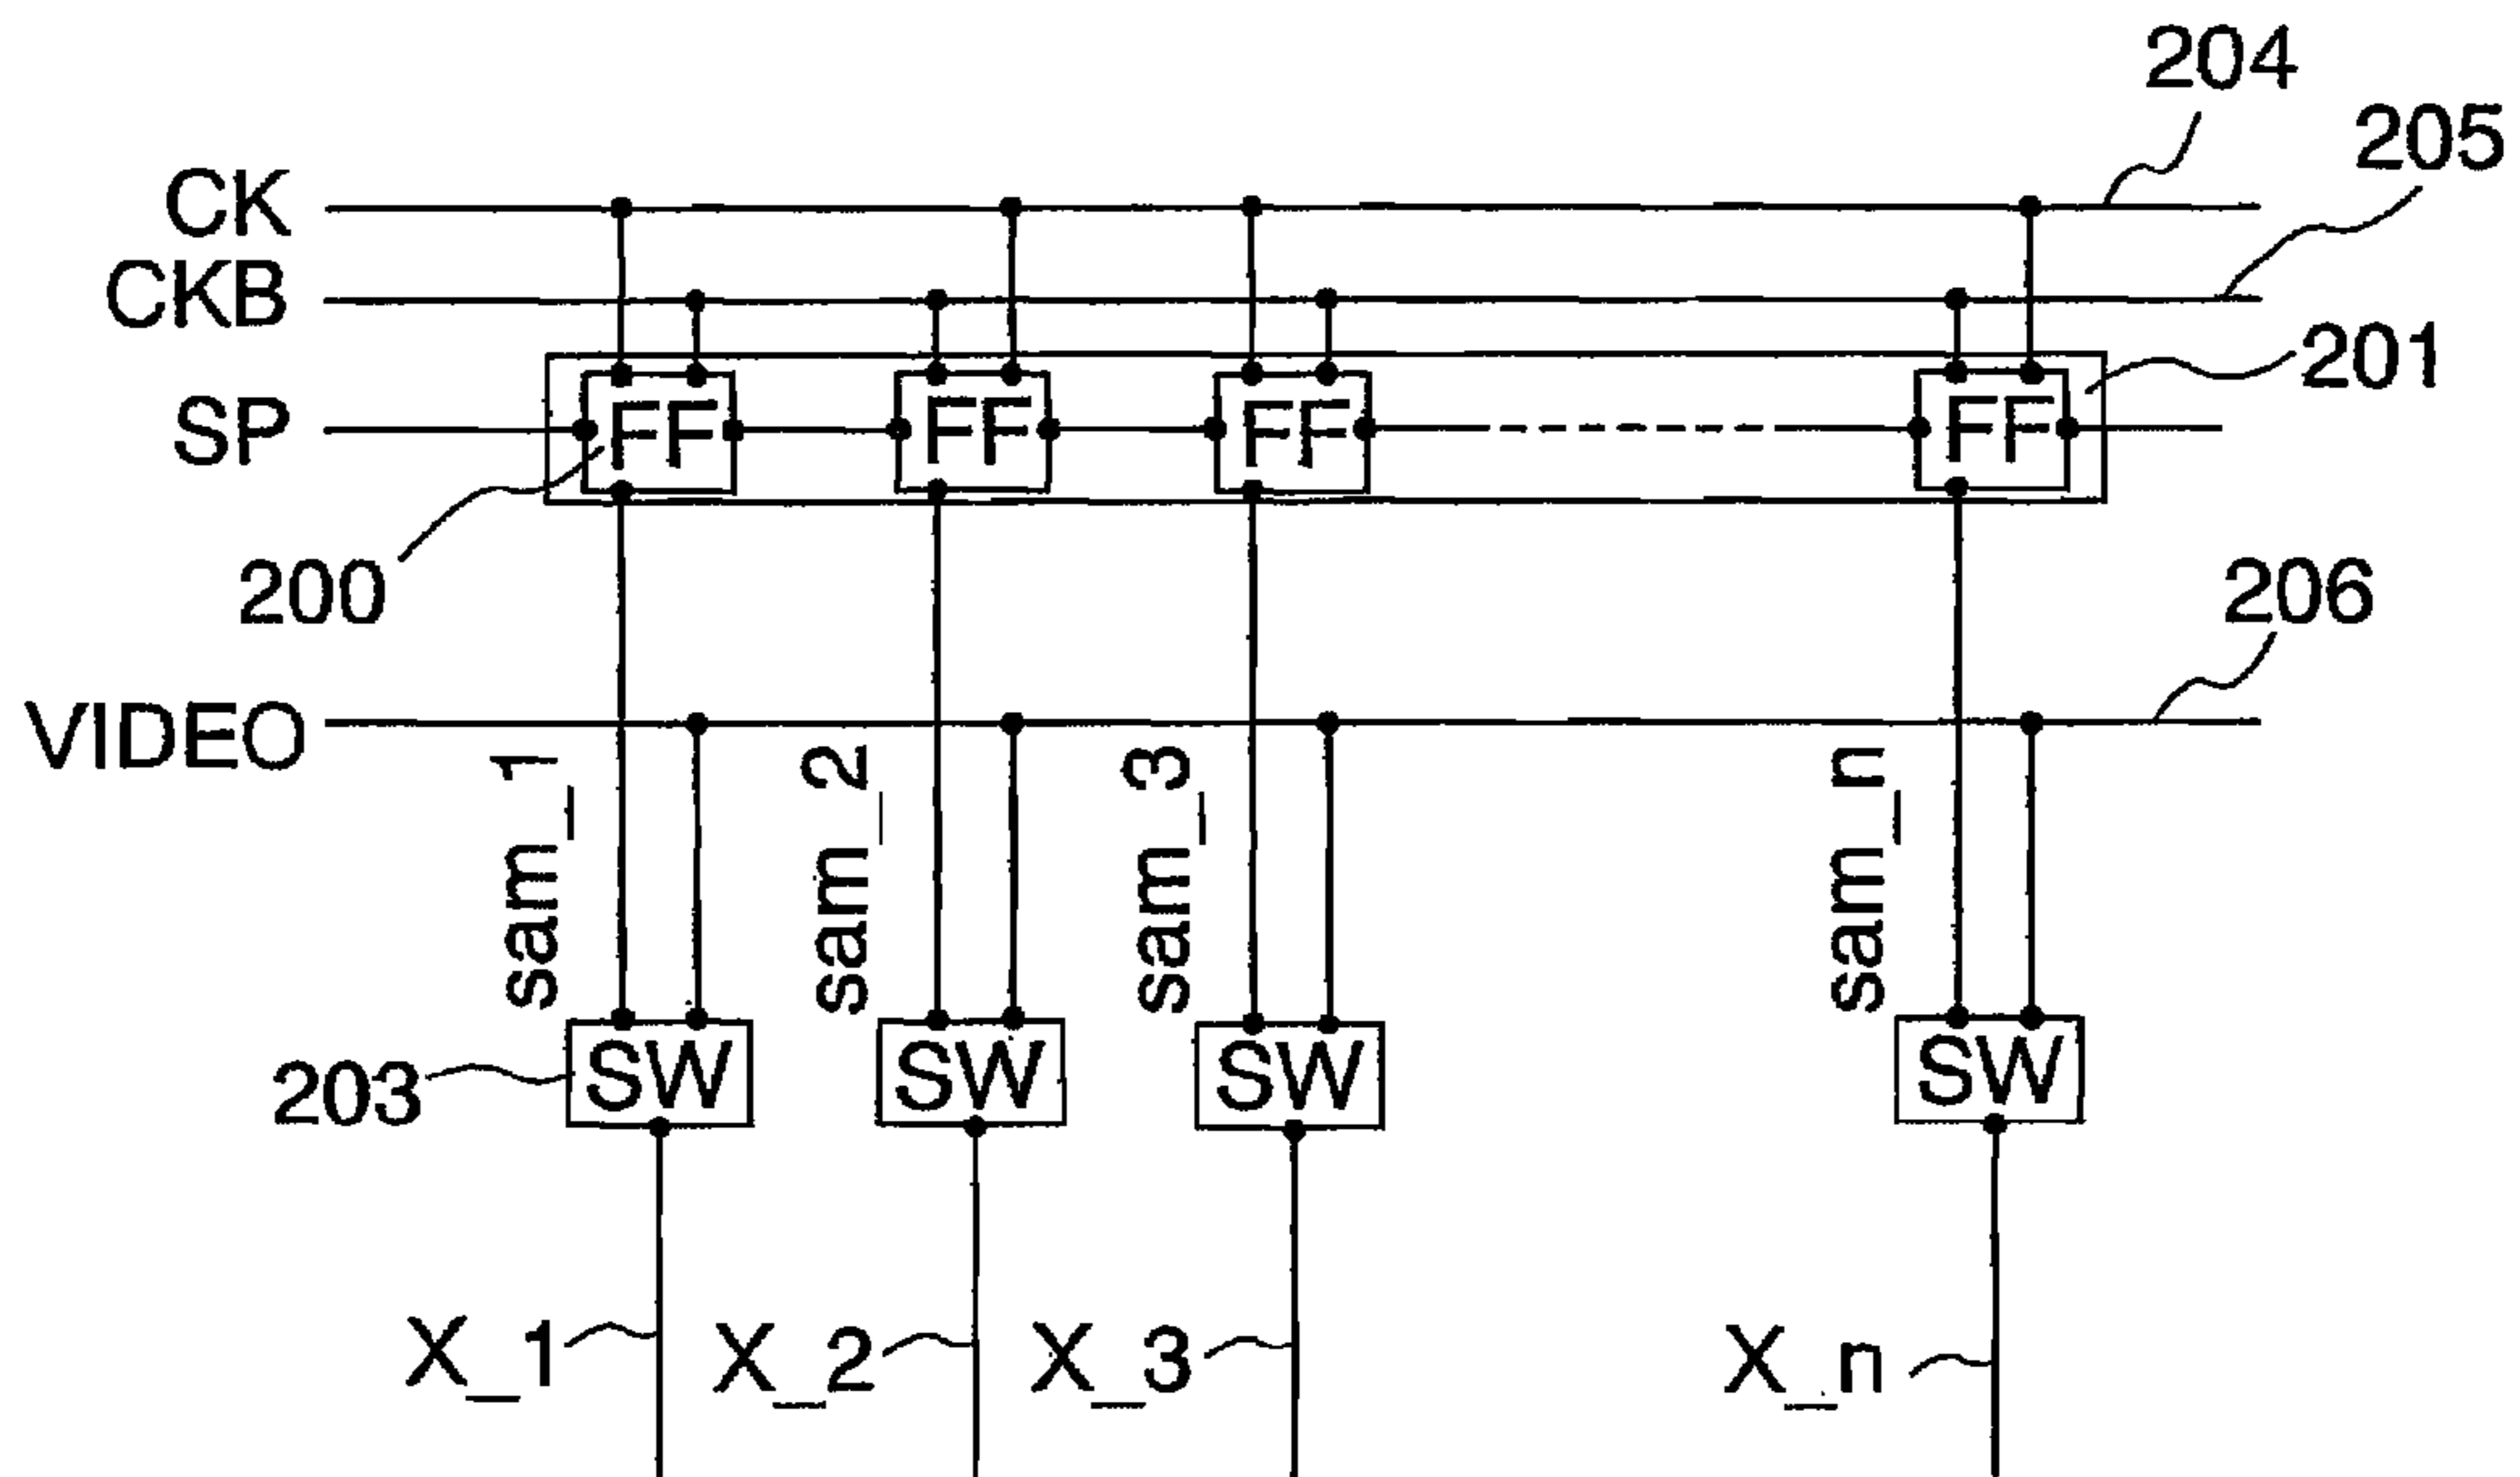 204
205
CK
CKB
201
SP
FF FF FF FF
200
206
VIDEO
sam_1 sam_2 sam_3 sam_n
203
SW SW SW SW
X_1 X_2 X_3 X_n